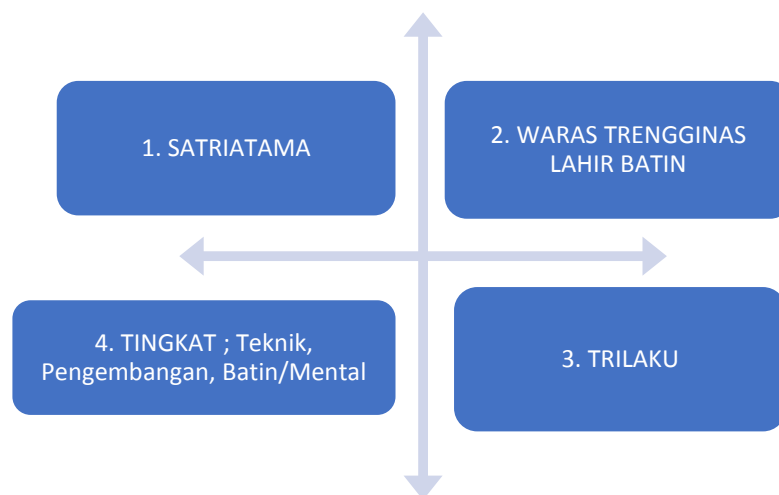 1. SATRIATAMA
2. WARAS TRENGGINAS
LAHIR BATIN
4. TINGKAT ; Teknik,
Pengembangan, Batin/Mental
3. TRILAKU